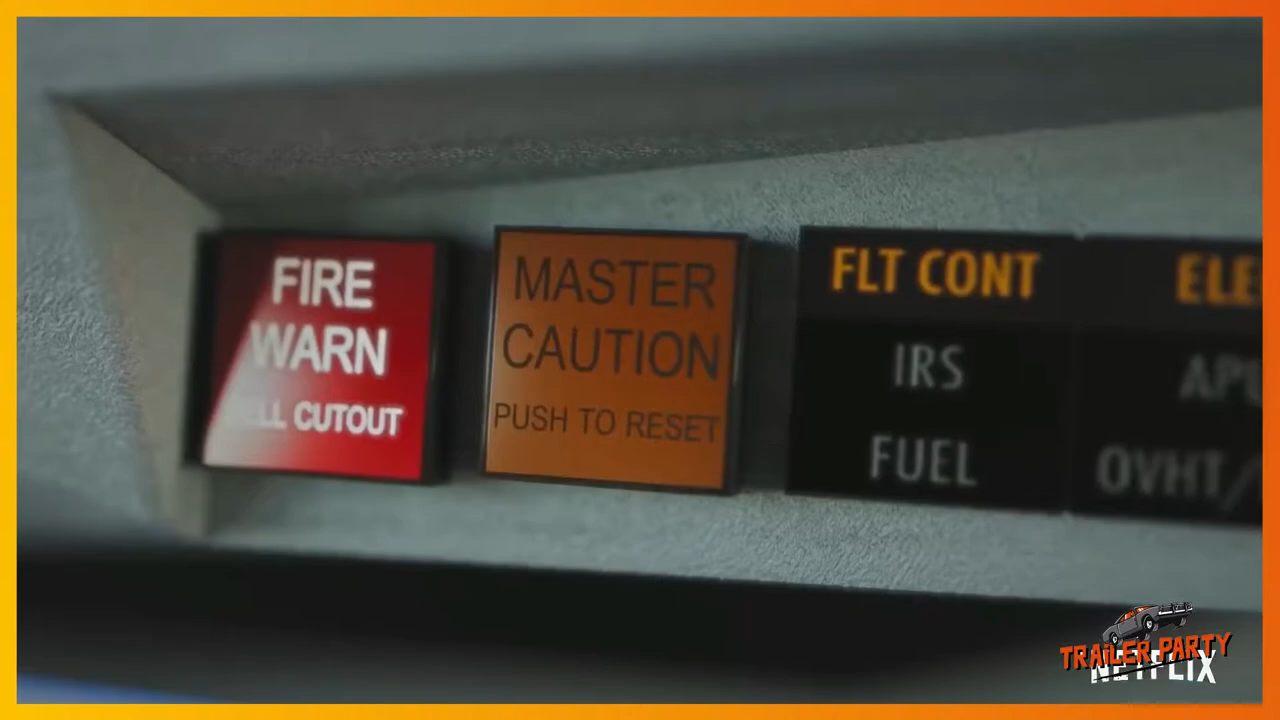 FIRE
WARN
CUTOUT
MASTER
CAUTION
PUSH TO RESET
FLT CONT
IRS
FUEL
TRAILER PARTY
NETFLIX